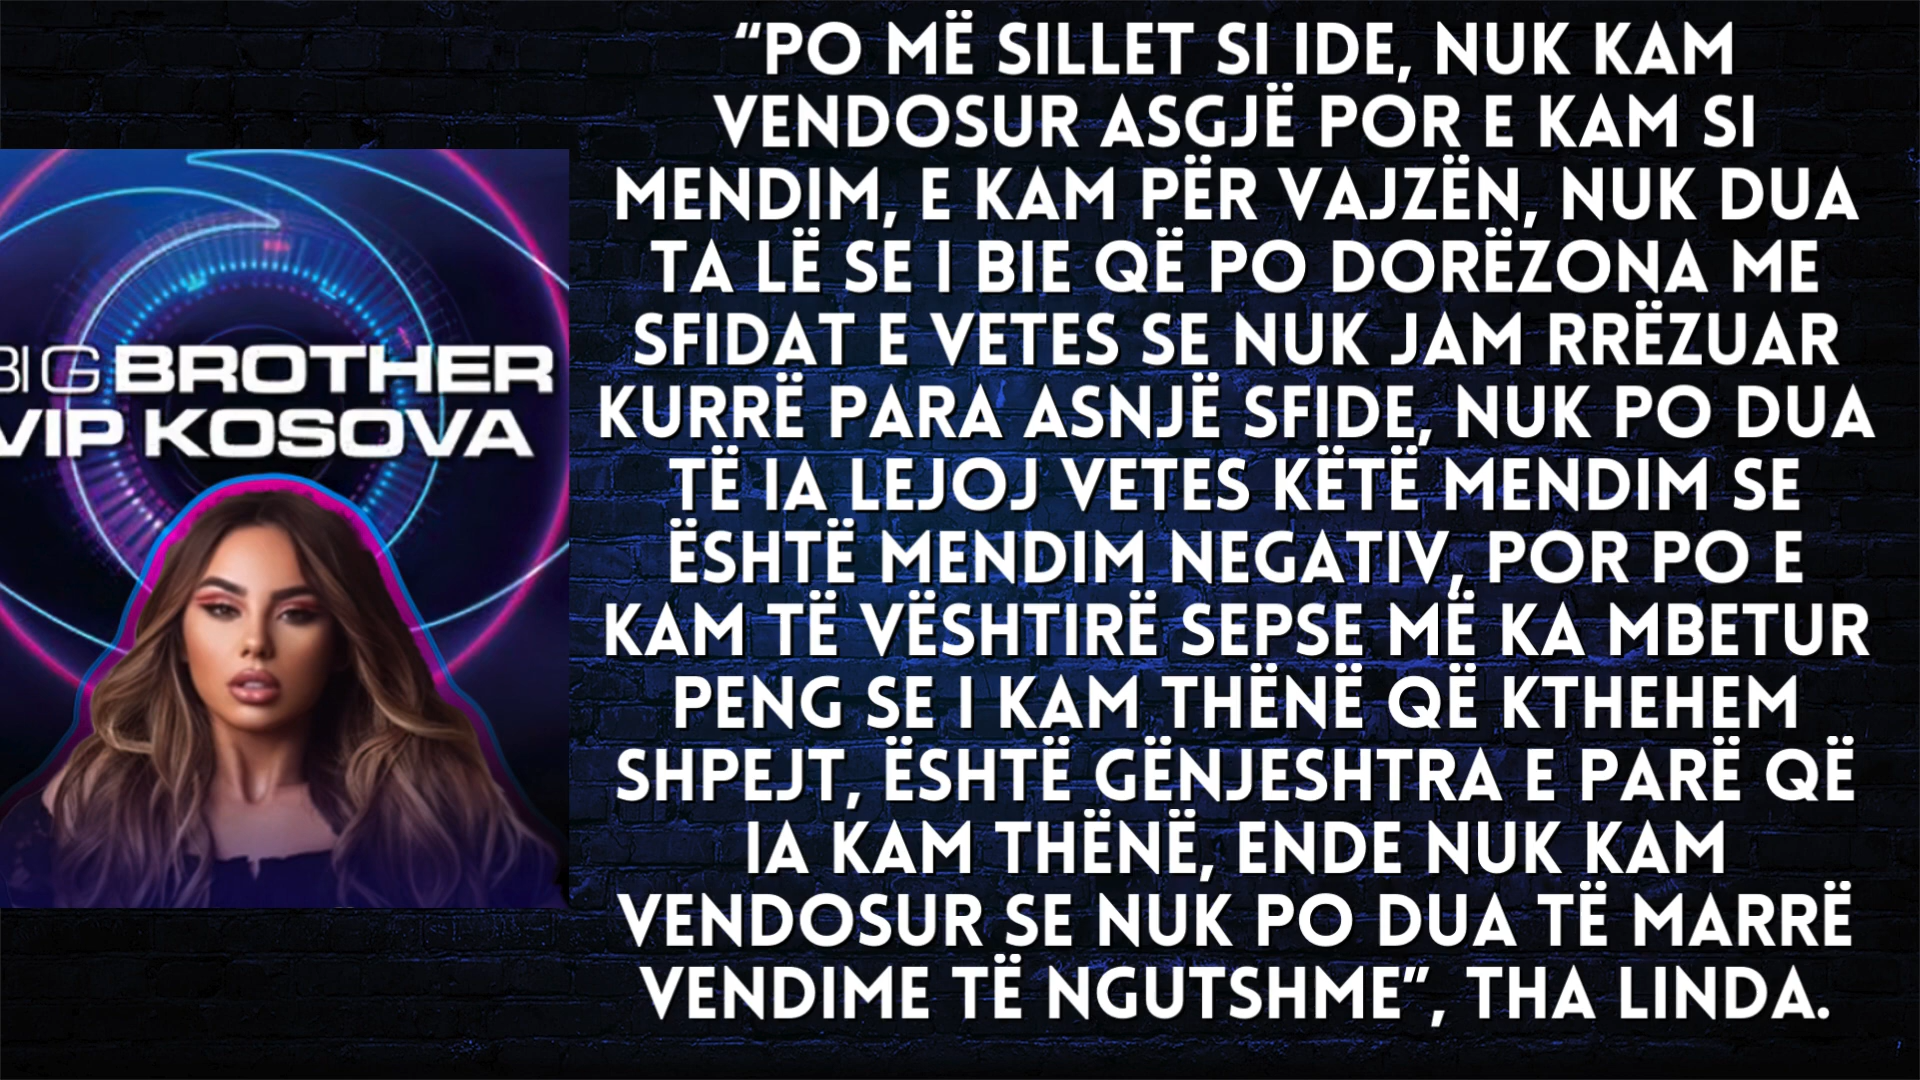 BIG BROTHER
VIP KOSOVA
“PO MË SILLET SI IDE, NUK KAM
VENDOSUR ASGJË POR E KAM SI
MENDIM, E KAM PËR VAJZËN, NUK DUA
TA LË SE I BIE QË PO DORËZONA ME
SFIDAT E VETES SE NUK JAM RRËZUAR
KURRË PARA ASNJË SFIDE, NUK PO DUA
TË IA LEJOJ VETES KËTË MENDIM SE
ËSHTË MENDIM NEGATIV, POR PO E
KAM TË VËSHTIRË SEPSE MË KA MBETUR
PENG SE I KAM THËNË QË KTHEHEM
SHPEJT, ËSHTË GËNJESHTRA E PARË QË
IA KAM THËNË, ENDE NUK KAM
VENDOSUR SE NUK PO DUA TË MARRË
VENDIME TË NGUTSHME”, THA LINDA.